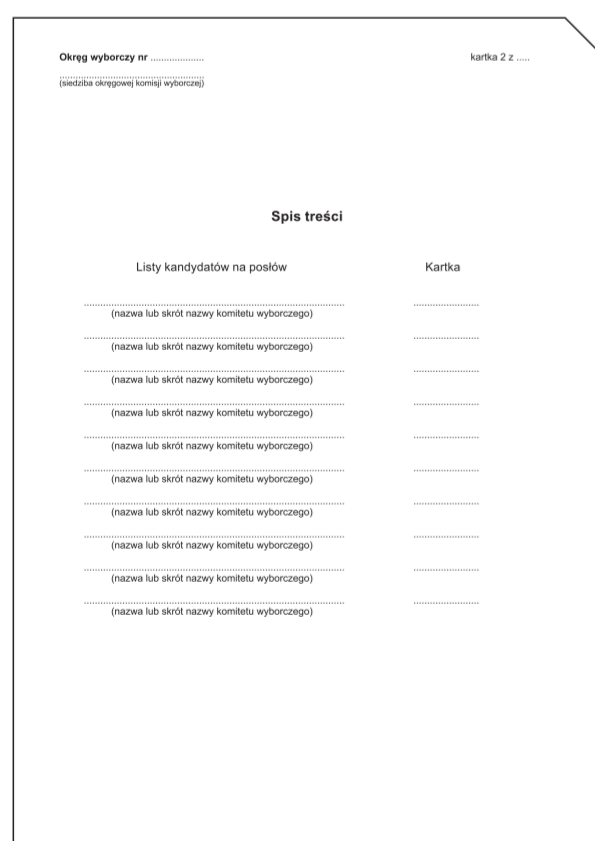 Okręg wyborczy nr ................... kartka 2 z .....
......................................................
(siedziba okręgowej komisji wyborczej)
Spis treści
Listy kandydatów na posłów Kartka
............................................................................................... ........................
(nazwa lub skrót nazwy komitetu wyborczego)
............................................................................................... ........................
(nazwa lub skrót nazwy komitetu wyborczego)
............................................................................................... ........................
(nazwa lub skrót nazwy komitetu wyborczego)
............................................................................................... ........................
(nazwa lub skrót nazwy komitetu wyborczego)
............................................................................................... ........................
(nazwa lub skrót nazwy komitetu wyborczego)
............................................................................................... ........................
(nazwa lub skrót nazwy komitetu wyborczego)
............................................................................................... ........................
(nazwa lub skrót nazwy komitetu wyborczego)
............................................................................................... ........................
(nazwa lub skrót nazwy komitetu wyborczego)
............................................................................................... ........................
(nazwa lub skrót nazwy komitetu wyborczego)
............................................................................................... ........................
(nazwa lub skrót nazwy komitetu wyborczego)